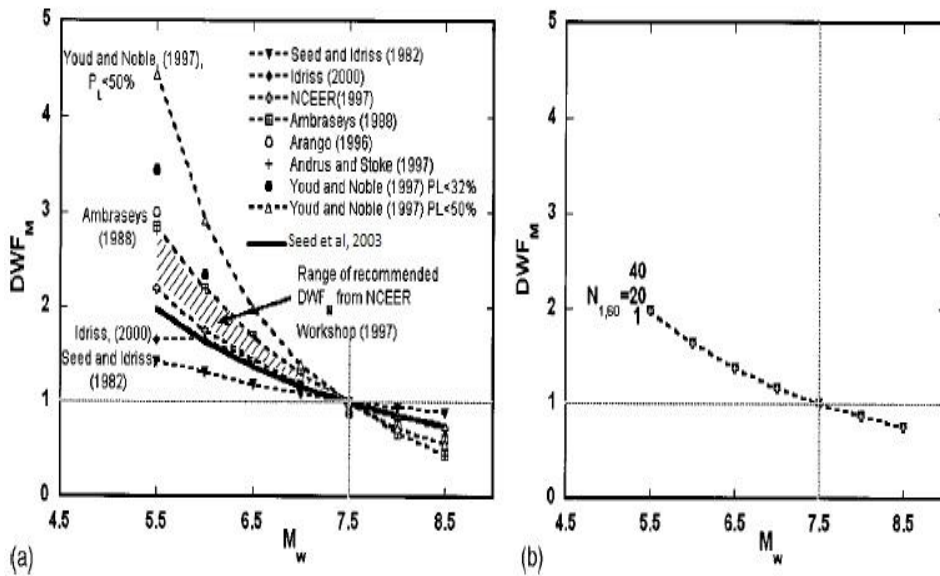 5
4
3
2
1
0
DWF_M
Youd and Noble, (1997),
P_L<50%
Ambraseys
(1988)
Idriss, (2000)
Seed and Idriss
(1982)
Seed and Idriss (1982)
Idriss (2000)
NCEER(1997)
Ambraseys (1988)
Arango (1996)
Andrus and Stoke (1997)
Youd and Noble (1997) PL<32%
Youd and Noble (1997) PL<50%
Seed et al, 2003
Range of recommended
DWF_M from NCEER
Workshop (1997)
4.5 5.5 6.5 7.5 8.5
M_w
(a)
5
4
3
2
1
0
DWF_M
40
N_1,60 =20
1
4.5 5.5 6.5 7.5 8.5
M_w
(b)